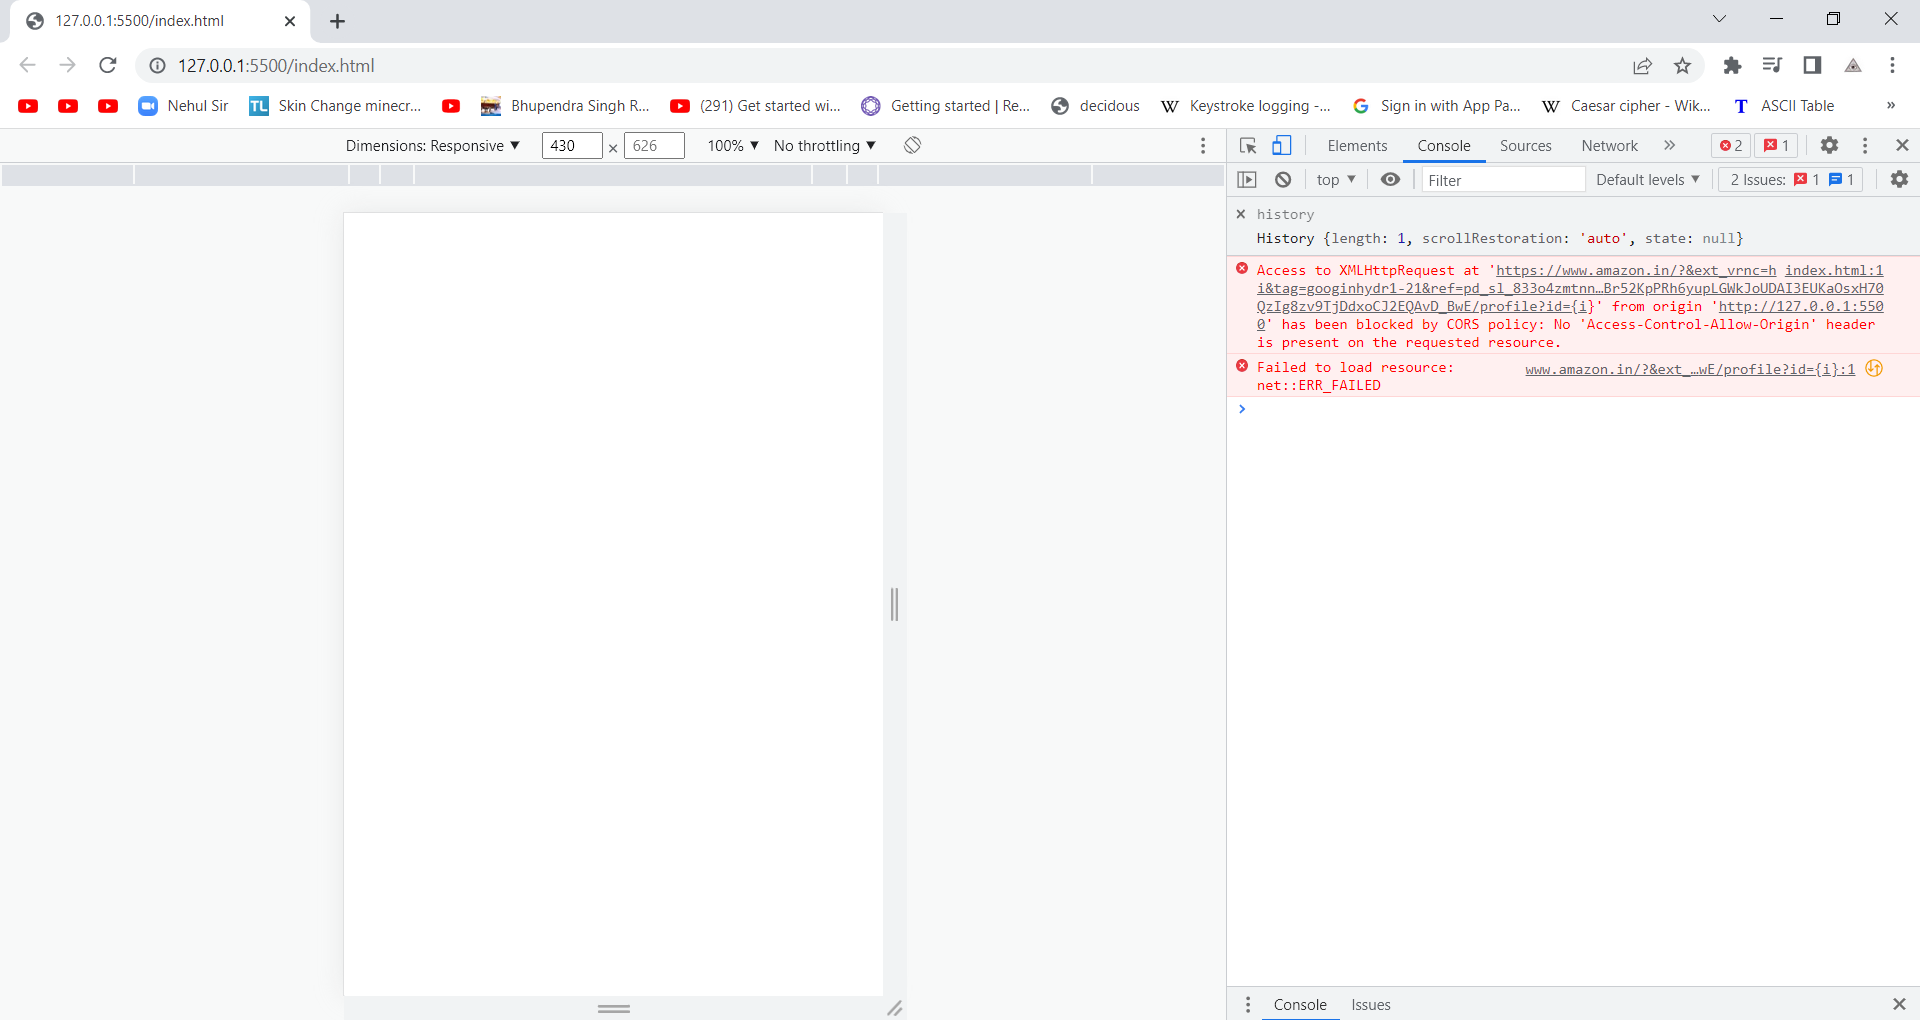 127.0.0.1:5500/index.html
127.0.0.1:5500/index.html
Nehul Sir
TL
Skin Change minecr...
Bhupendra Singh R...
(291) Get started wi...
Getting started | Re...
decidous
W
Keystroke logging -...
G
Sign in with App Pa...
W
Caesar cipher - Wik...
T
ASCII Table
»
Dimensions: Responsive
430
×
626
100%
No throttling
Elements
Console
Sources
Network
»
2
1
top
Filter
Default levels
2 Issues:
1
1
history
History {length: 1, scrollRestoration: 'auto', state: null}
Access to XMLHttpRequest at 'https://www.amazon.in/?&ext_vrnc=h index.html:1
i&tag=googinhydr1-21&ref=pd_sl_833o4zmtnn…Br52KpPRh6yupLGWkJoUDAI3EUKaOsxH70
QzIg8zv9TjDdxoCJ2EQAvD_BwE/profile?id={i}' from origin 'http://127.0.0.1:550
0' has been blocked by CORS policy: No 'Access-Control-Allow-Origin' header
is present on the requested resource.
Failed to load resource: www.amazon.in/?&ext_…wE/profile?id={i}:1
net::ERR_FAILED
Console
Issues